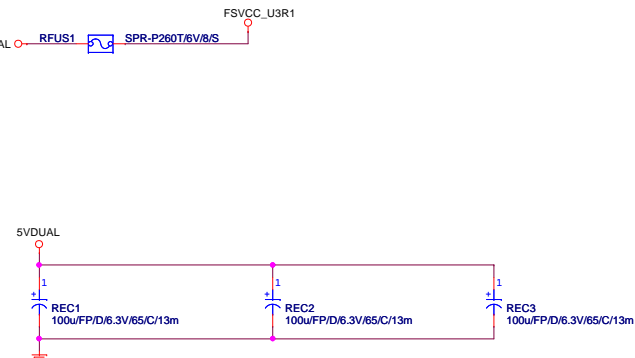 FSVCC_U3R1
AL RFUS1 SPR-P260T/6V/8/S
5VDUAL
1 1 1
+ + +
REC1 REC2 REC3
100u/FP/D/6.3V/65/C/13m 100u/FP/D/6.3V/65/C/13m 100u/FP/D/6.3V/65/C/13m